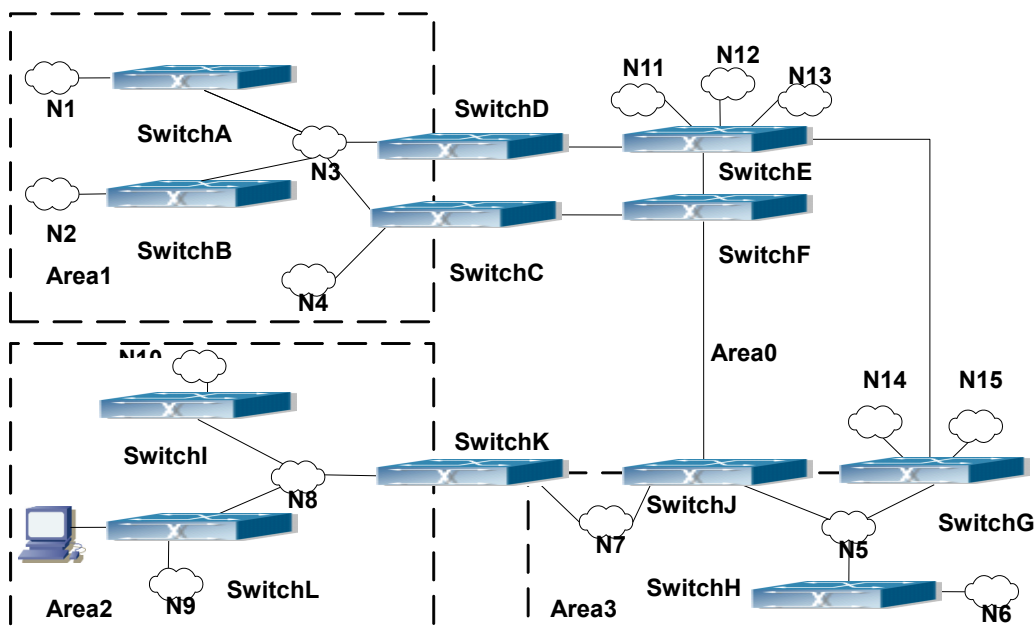 N1
SwitchA
N3
SwitchD
N11
N12
N13
SwitchE
N2
SwitchB
Area1
N4
SwitchC
SwitchF
Area0
N10
SwitchI
N8
SwitchK
N14
N15
SwitchJ
SwitchG
N7
N5
Area2
N9
SwitchL
Area3
SwitchH
N6